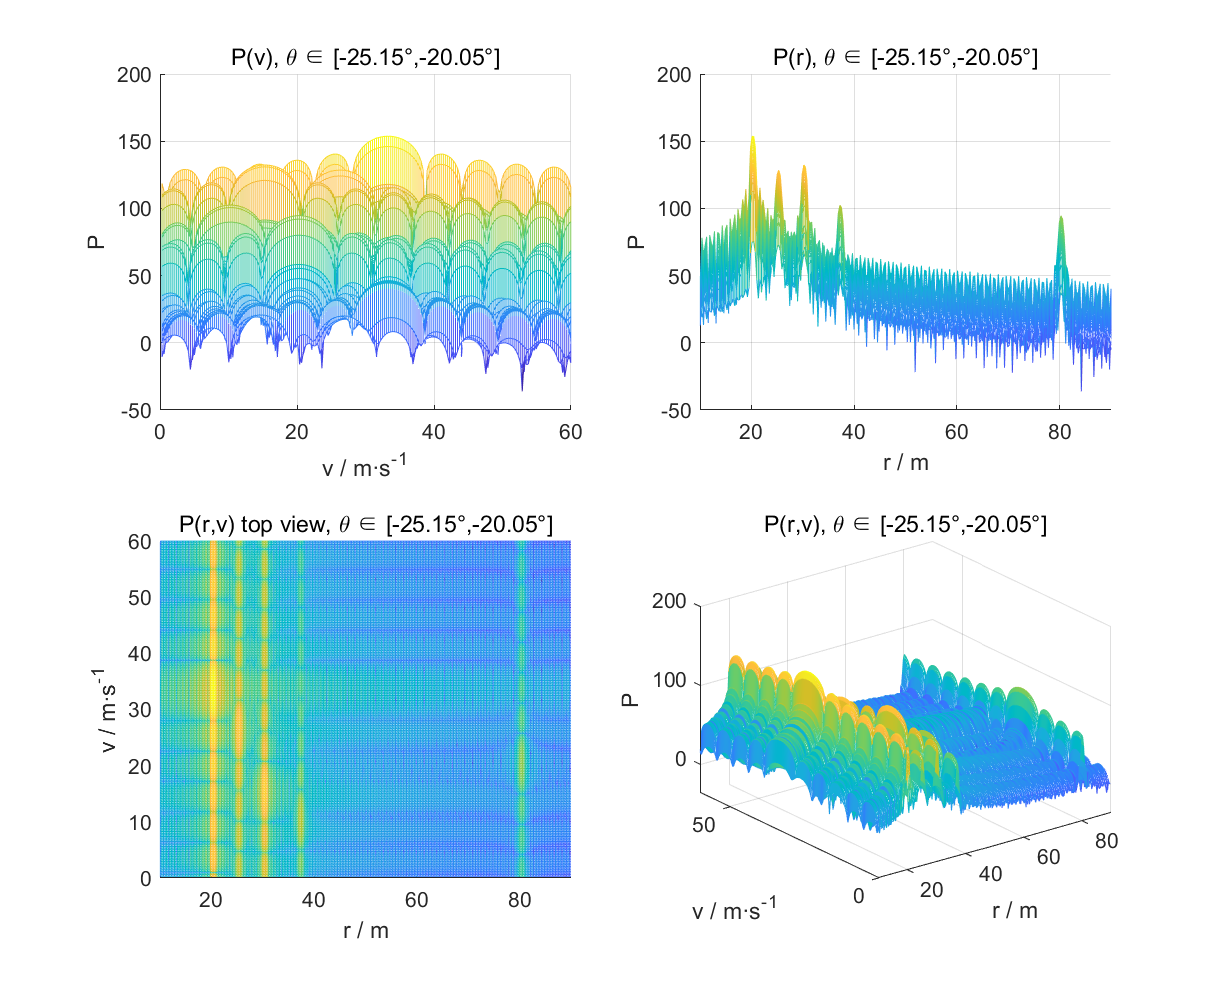 P(v), θ ∈ [-25.15°,-20.05°]
200
150
100
50
0
-50
P
0 20 40 60
v / m·s⁻¹
P(r), θ ∈ [-25.15°,-20.05°]
200
150
100
50
0
-50
P
20 40 60 80
r / m
P(r,v) top view, θ ∈ [-25.15°,-20.05°]
60
50
40
30
20
10
0
v / m·s⁻¹
20 40 60 80
r / m
P(r,v), θ ∈ [-25.15°,-20.05°]
200
100
0
P
50
0
v / m·s⁻¹
20 40 60 80
r / m